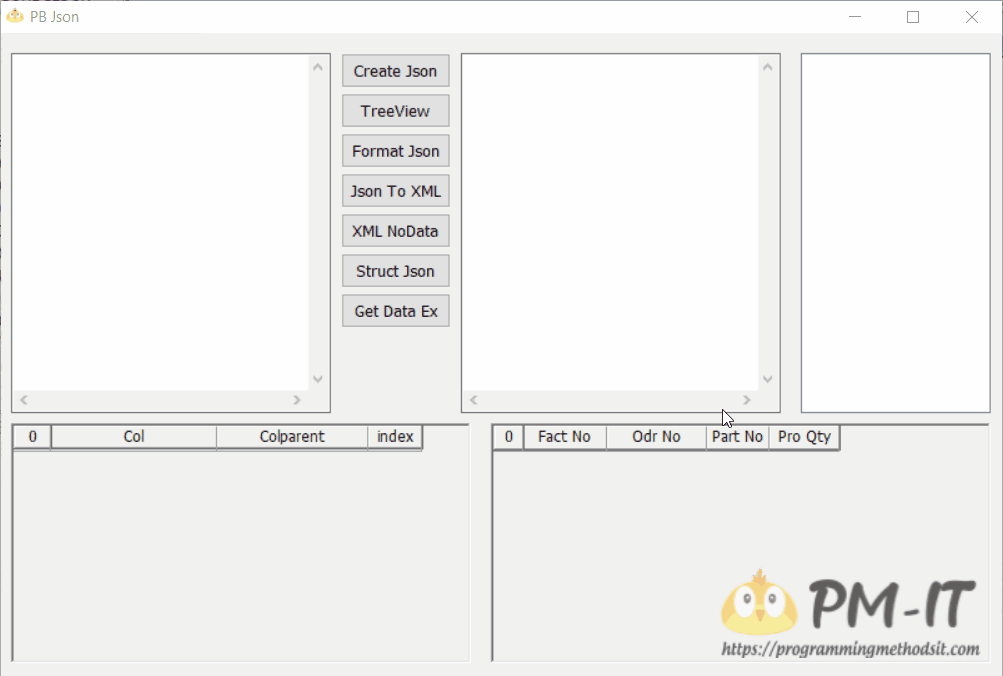 PB Json
Create Json
TreeView
Format Json
Json To XML
XML NoData
Struct Json
Get Data Ex
0 Col Colparent index
0 Fact No Odr No Part No Pro Qty
PM-IT
https://programmingmethodsit.com